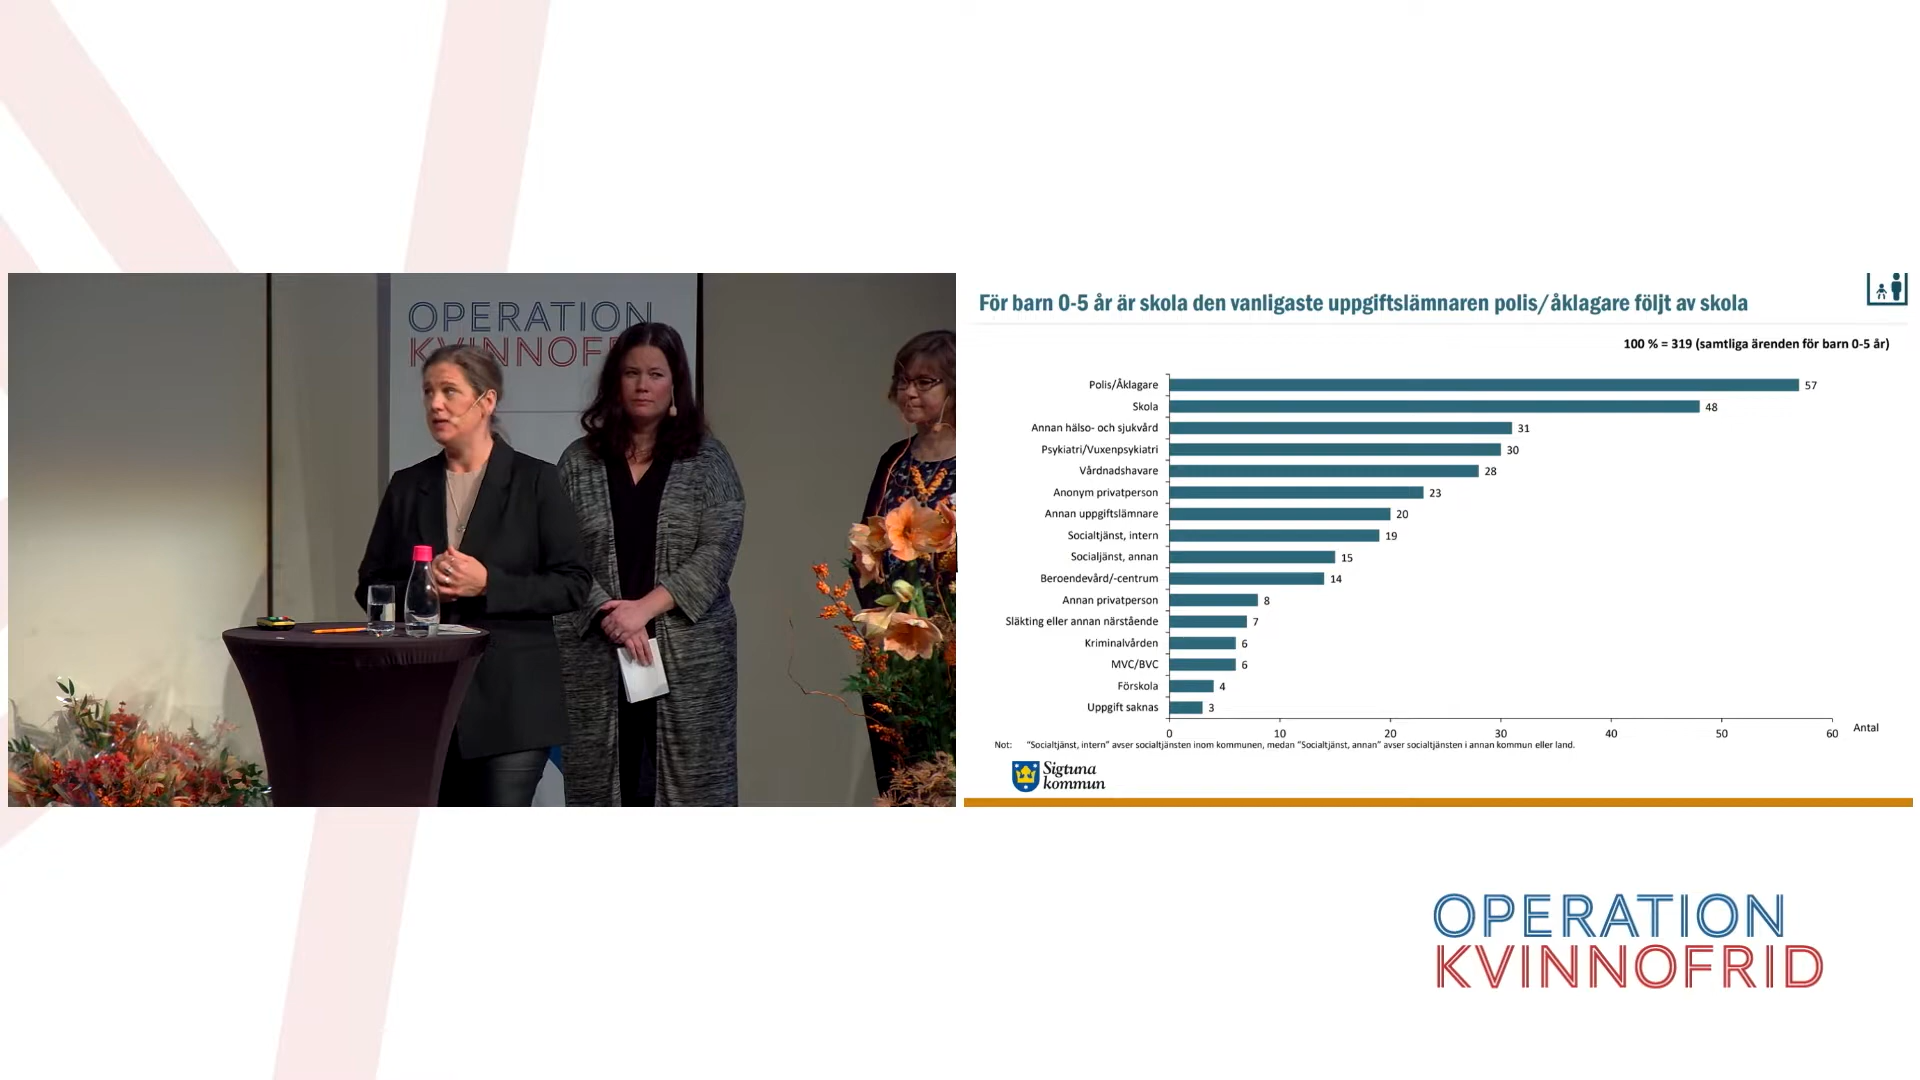 OPERATION
För barn 0-5 år är skola den vanligaste uppgiftslämnaren polis/åklagare följt av skola
100 % = 319 (samtliga ärenden för barn 0-5 år)
Polis/Åklagare 57
Skola 48
Annan hälso- och sjukvård 31
Psykiatri/Vuxenpsykiatri 30
Vårdnadshavare 28
Anonym privatperson 23
Annan uppgiftslämnare 20
Socialtjänst, intern 19
Socialjänst, annan 15
Beroendevård/-centrum 14
Annan privatperson 8
Släkting eller annan närstående 7
Kriminalvården 6
MVC/BVC 6
Förskola 4
Uppgift saknas 3
0 10 20 30 40 50 60 Antal
Not: "Socialtjänst, intern" avser socialtjänsten inom kommunen, medan "Socialtjänst, annan" avser socialtjänsten i annan kommun eller land.
Sigtuna
kommun
OPERATION
KVINNOFRID